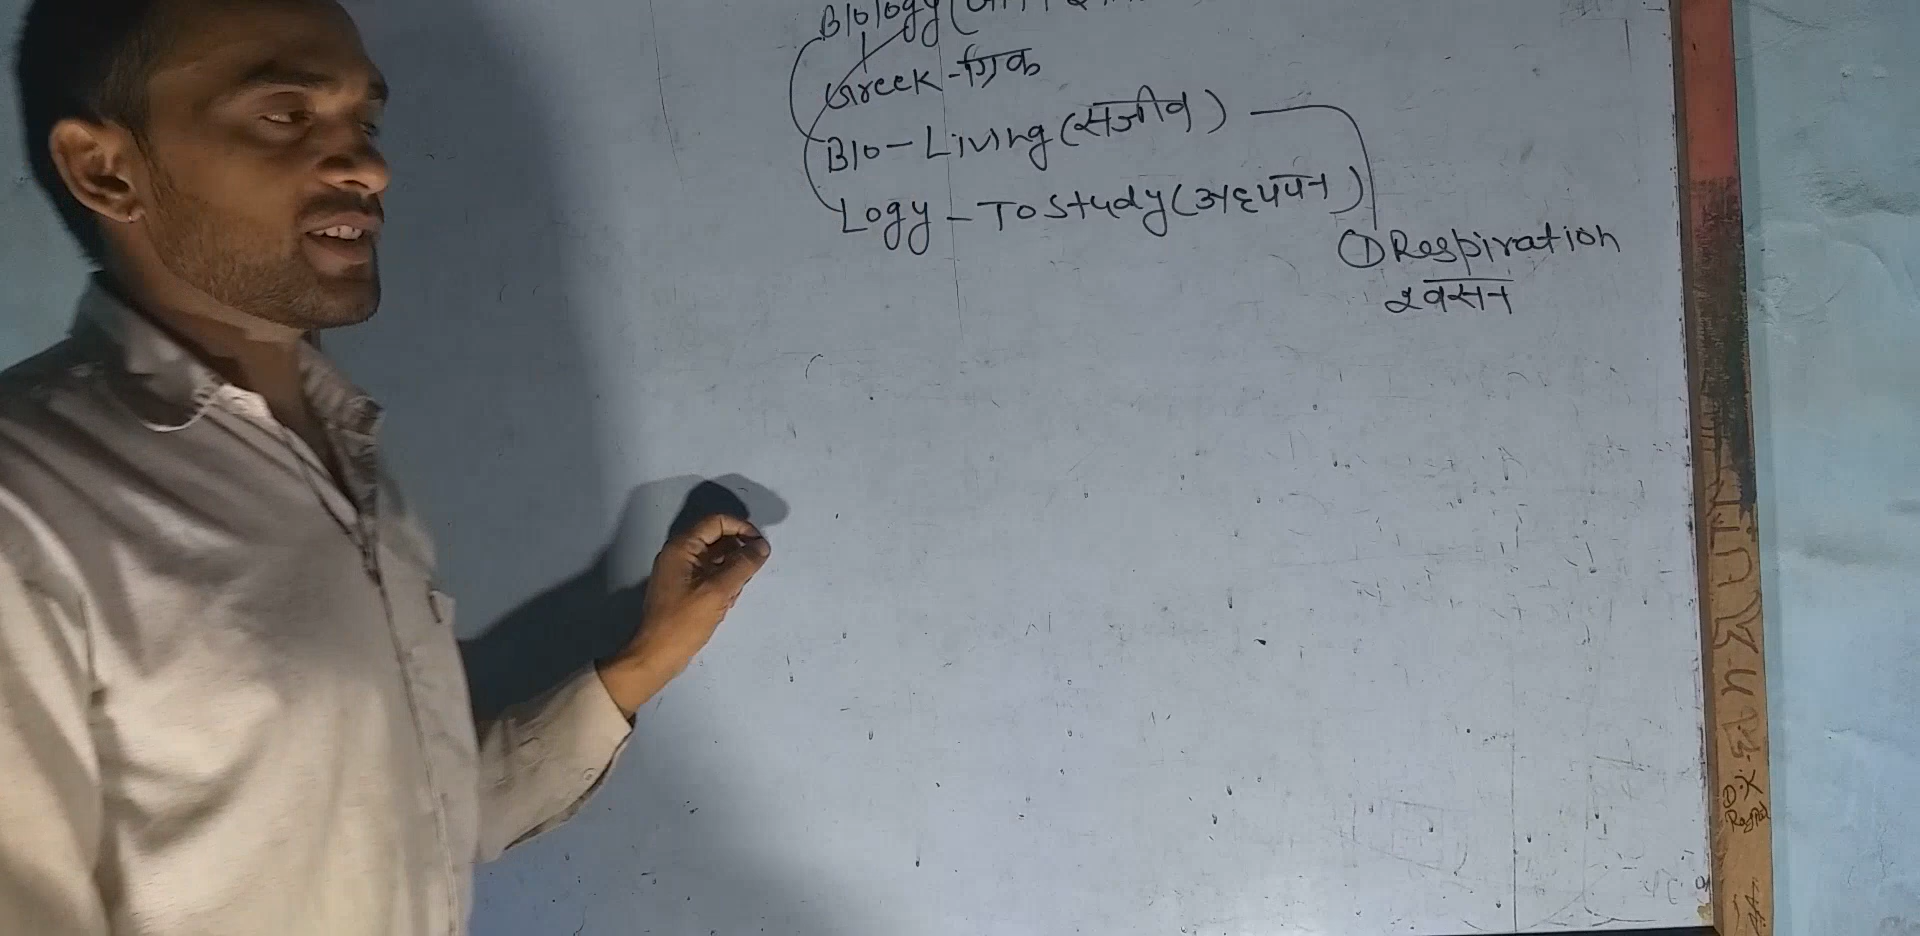 Biology (
Greek - ग्रिक
Bio - Living (सजीव)
Logy - To study (अध्ययन)
① Respiration
श्वसन